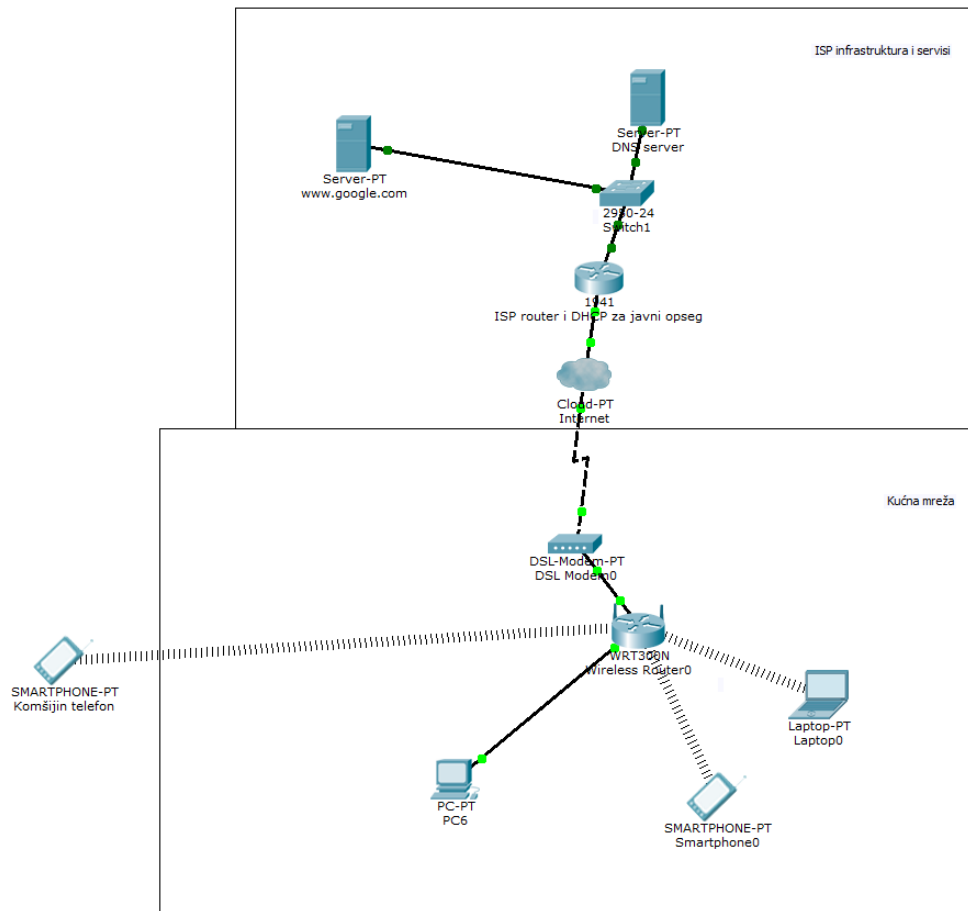 ISP infrastruktura i servisi
Server-PT
DNS server
Server-PT
www.google.com
2950-24
Switch1
1941
ISP router i DHCP za javni opseg
Cloud-PT
Internet
Kućna mreža
DSL-Modem-PT
DSL Modem0
WRT300N
Wireless Router0
SMARTPHONE-PT
Komšijin telefon
Laptop-PT
Laptop0
PC-PT
PC6
SMARTPHONE-PT
Smartphone0